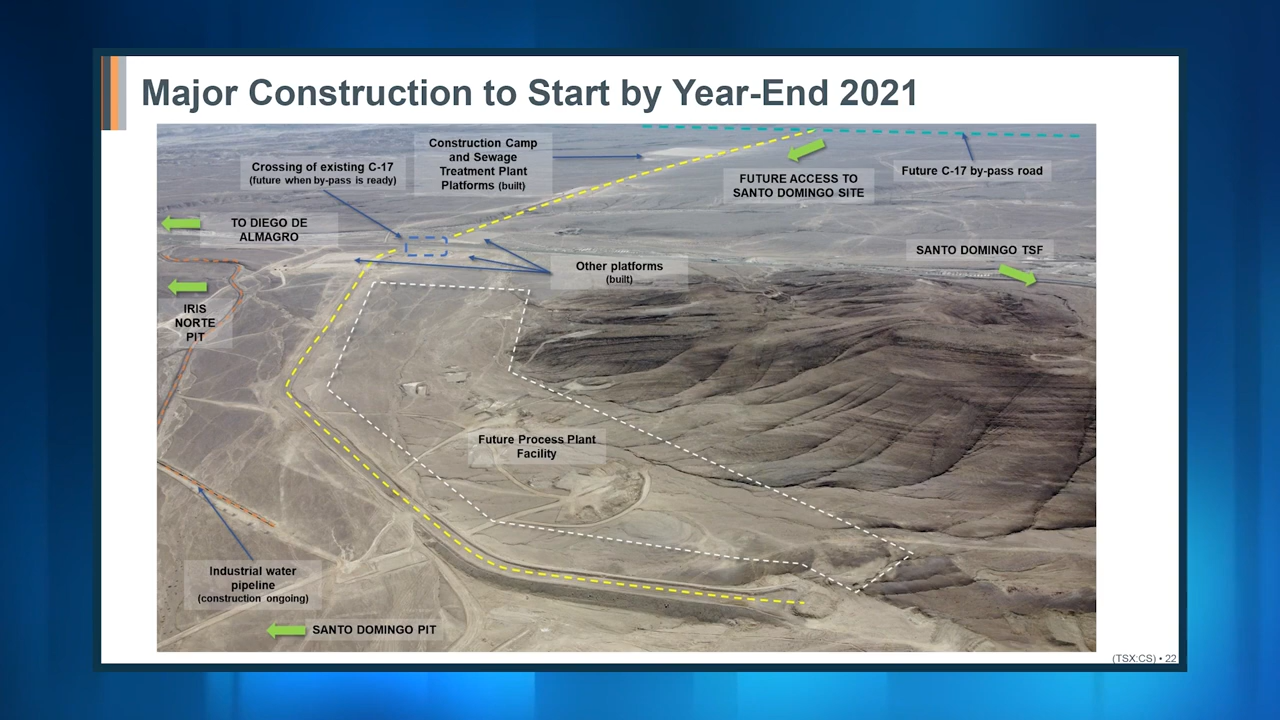 Major Construction to Start by Year-End 2021
Construction Camp
and Sewage
Treatment Plant
Platforms (built)
Crossing of existing C-17
(future when by-pass is ready)
Future C-17 by-pass road
FUTURE ACCESS TO
SANTO DOMINGO SITE
TO DIEGO DE
ALMAGRO
SANTO DOMINGO TSF
Other platforms
(built)
IRIS
NORTE
PIT
Future Process Plant
Facility
Industrial water
pipeline
(construction ongoing)
SANTO DOMINGO PIT
(TSX:CS) • 22